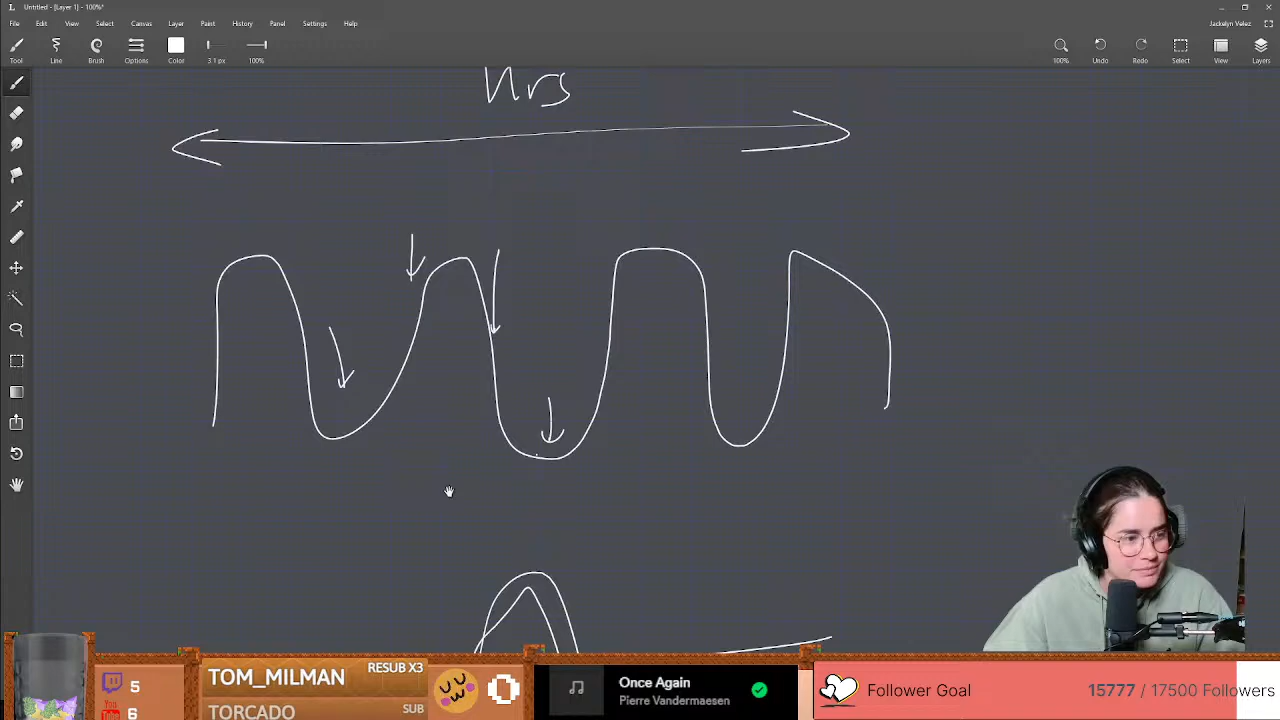 Untitled - [Layer 1] - 100%*
File Edit View Select Canvas Layer Paint History Panel Settings Help
Jackelyn Velez
Tool Line Brush Options Color 3.1 px 100%
100% Undo Redo Select View Layers
Hrs
5
6
TOM_MILMAN RESUB X3
TORCADO SUB
Once Again
Pierre Vandermaesen
Follower Goal 15777 / 17500 Followers